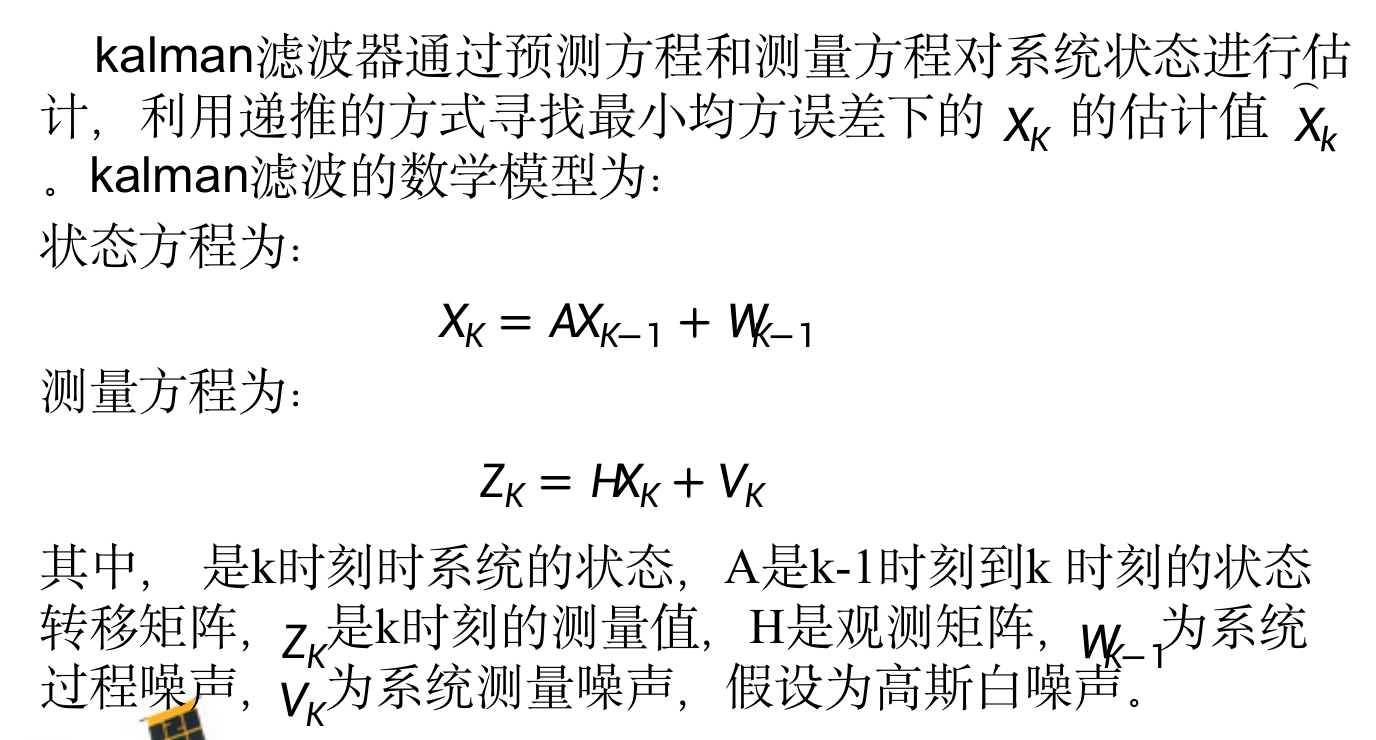 kalman滤波器通过预测方程和测量方程对系统状态进行估
计，利用递推的方式寻找最小均方误差下的 X_K 的估计值 X̂_k
。kalman滤波的数学模型为：
状态方程为：
X_K = AX_{K-1} + W_{K-1}
测量方程为：
Z_K = HX_K + V_K
其中， 是k时刻时系统的状态，A是k-1时刻到k 时刻的状态
转移矩阵，Z_K是k时刻的测量值，H是观测矩阵，W_{K-1}为系统
过程噪声，V_K为系统测量噪声，假设为高斯白噪声。